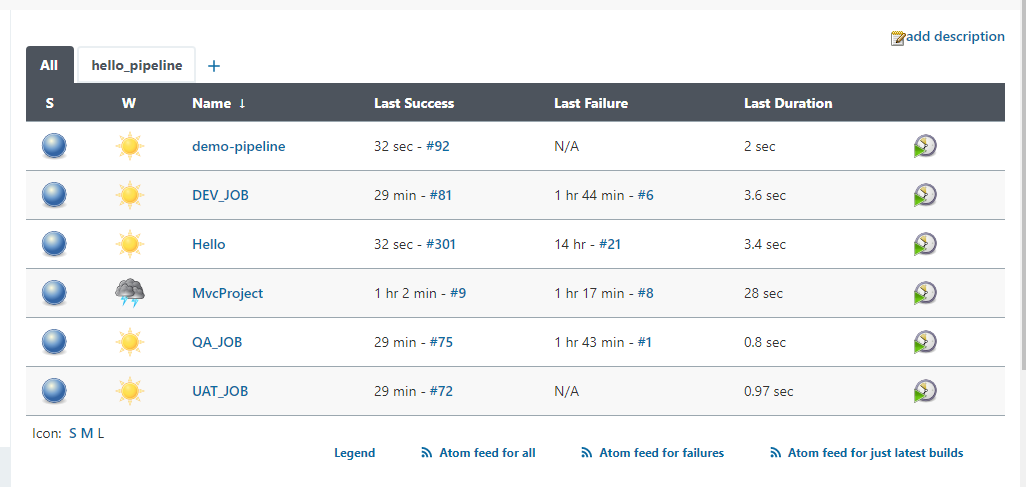 add description
All hello_pipeline +
S W Name ↓ Last Success Last Failure Last Duration
demo-pipeline 32 sec - #92 N/A 2 sec
DEV_JOB 29 min - #81 1 hr 44 min - #6 3.6 sec
Hello 32 sec - #301 14 hr - #21 3.4 sec
MvcProject 1 hr 2 min - #9 1 hr 17 min - #8 28 sec
QA_JOB 29 min - #75 1 hr 43 min - #1 0.8 sec
UAT_JOB 29 min - #72 N/A 0.97 sec
Icon: S M L
Legend Atom feed for all Atom feed for failures Atom feed for just latest builds